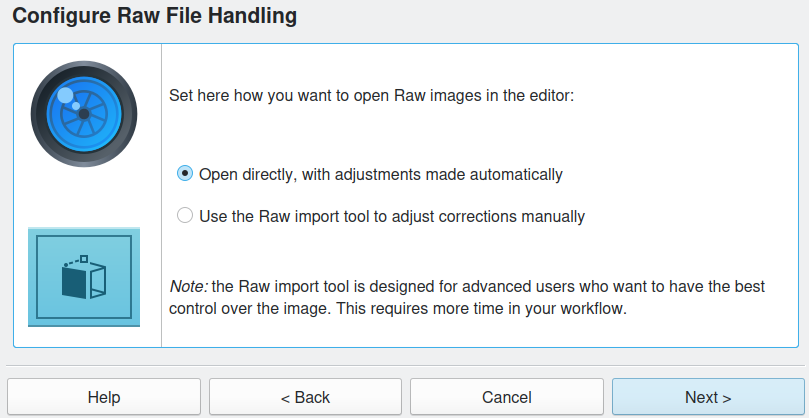 Configure Raw File Handling
Set here how you want to open Raw images in the editor:
Open directly, with adjustments made automatically
Use the Raw import tool to adjust corrections manually
Note: the Raw import tool is designed for advanced users who want to have the best
control over the image. This requires more time in your workflow.
Help
< Back
Cancel
Next >